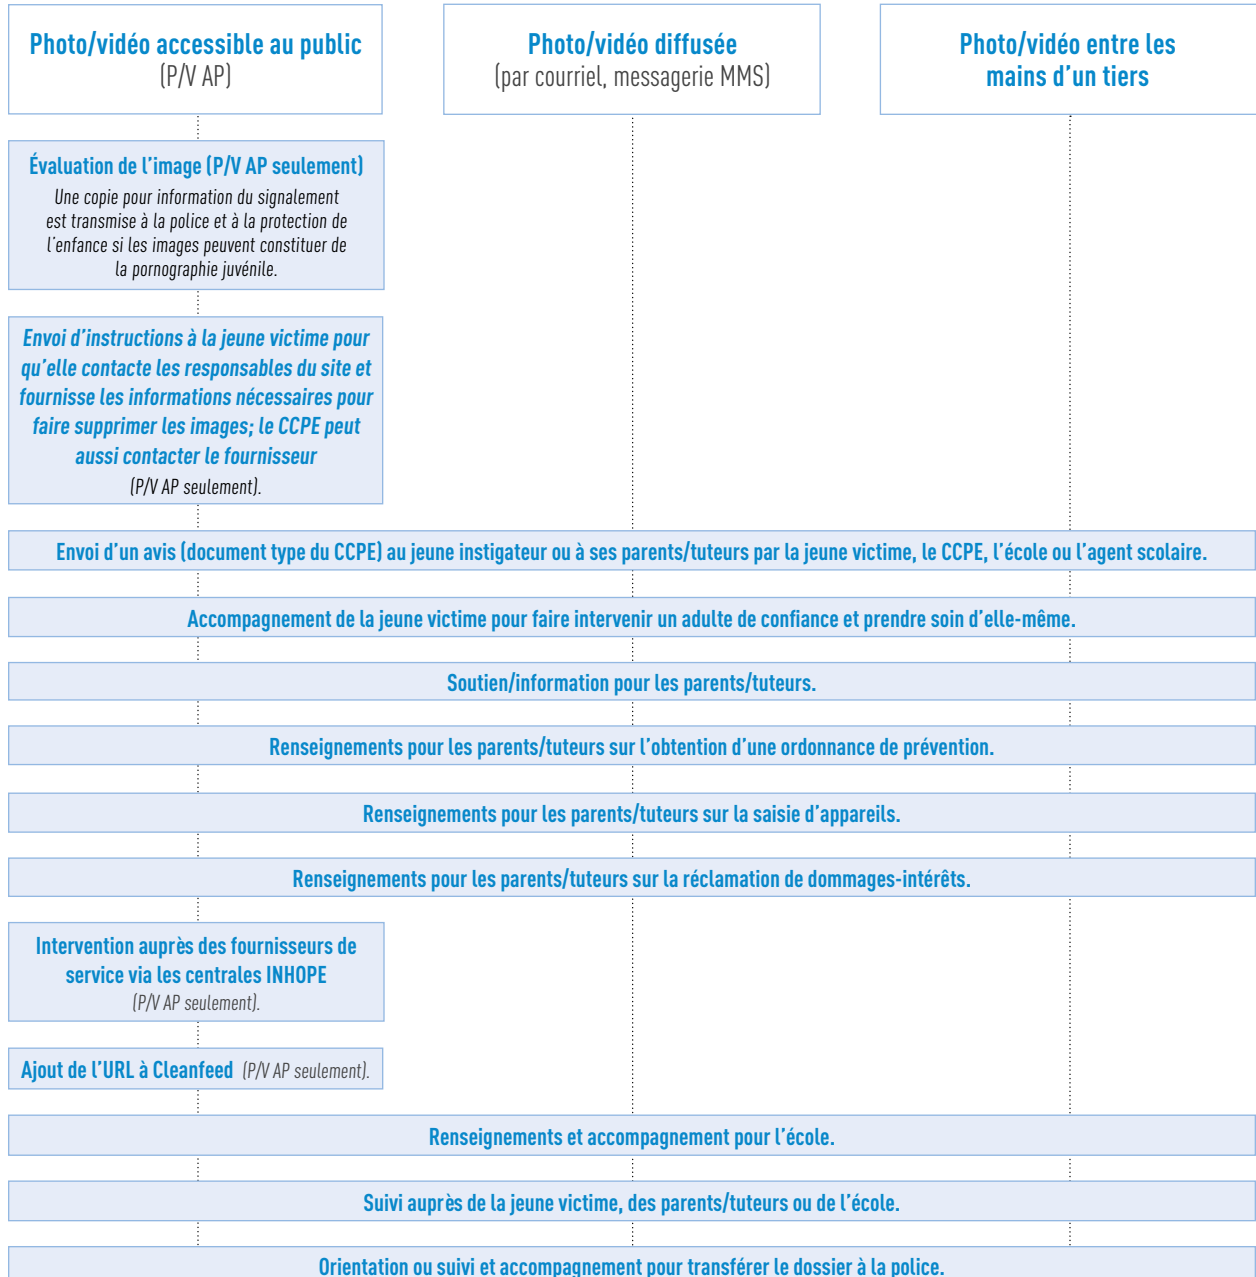 Photo/vidéo accessible au public
(P/V AP)
Photo/vidéo diffusée
(par courriel, messagerie MMS)
Photo/vidéo entre les
mains d’un tiers
Évaluation de l’image (P/V AP seulement)
Une copie pour information du signalement
est transmise à la police et à la protection de
l’enfance si les images peuvent constituer de
la pornographie juvénile.
Envoi d’instructions à la jeune victime pour
qu’elle contacte les responsables du site et
fournisse les informations nécessaires pour
faire supprimer les images; le CCPE peut
aussi contacter le fournisseur
(P/V AP seulement).
Envoi d’un avis (document type du CCPE) au jeune instigateur ou à ses parents/tuteurs par la jeune victime, le CCPE, l’école ou l’agent scolaire.
Accompagnement de la jeune victime pour faire intervenir un adulte de confiance et prendre soin d’elle-même.
Soutien/information pour les parents/tuteurs.
Renseignements pour les parents/tuteurs sur l’obtention d’une ordonnance de prévention.
Renseignements pour les parents/tuteurs sur la saisie d’appareils.
Renseignements pour les parents/tuteurs sur la réclamation de dommages-intérêts.
Intervention auprès des fournisseurs de
service via les centrales INHOPE
(P/V AP seulement).
Ajout de l’URL à Cleanfeed (P/V AP seulement).
Renseignements et accompagnement pour l’école.
Suivi auprès de la jeune victime, des parents/tuteurs ou de l’école.
Orientation ou suivi et accompagnement pour transférer le dossier à la police.